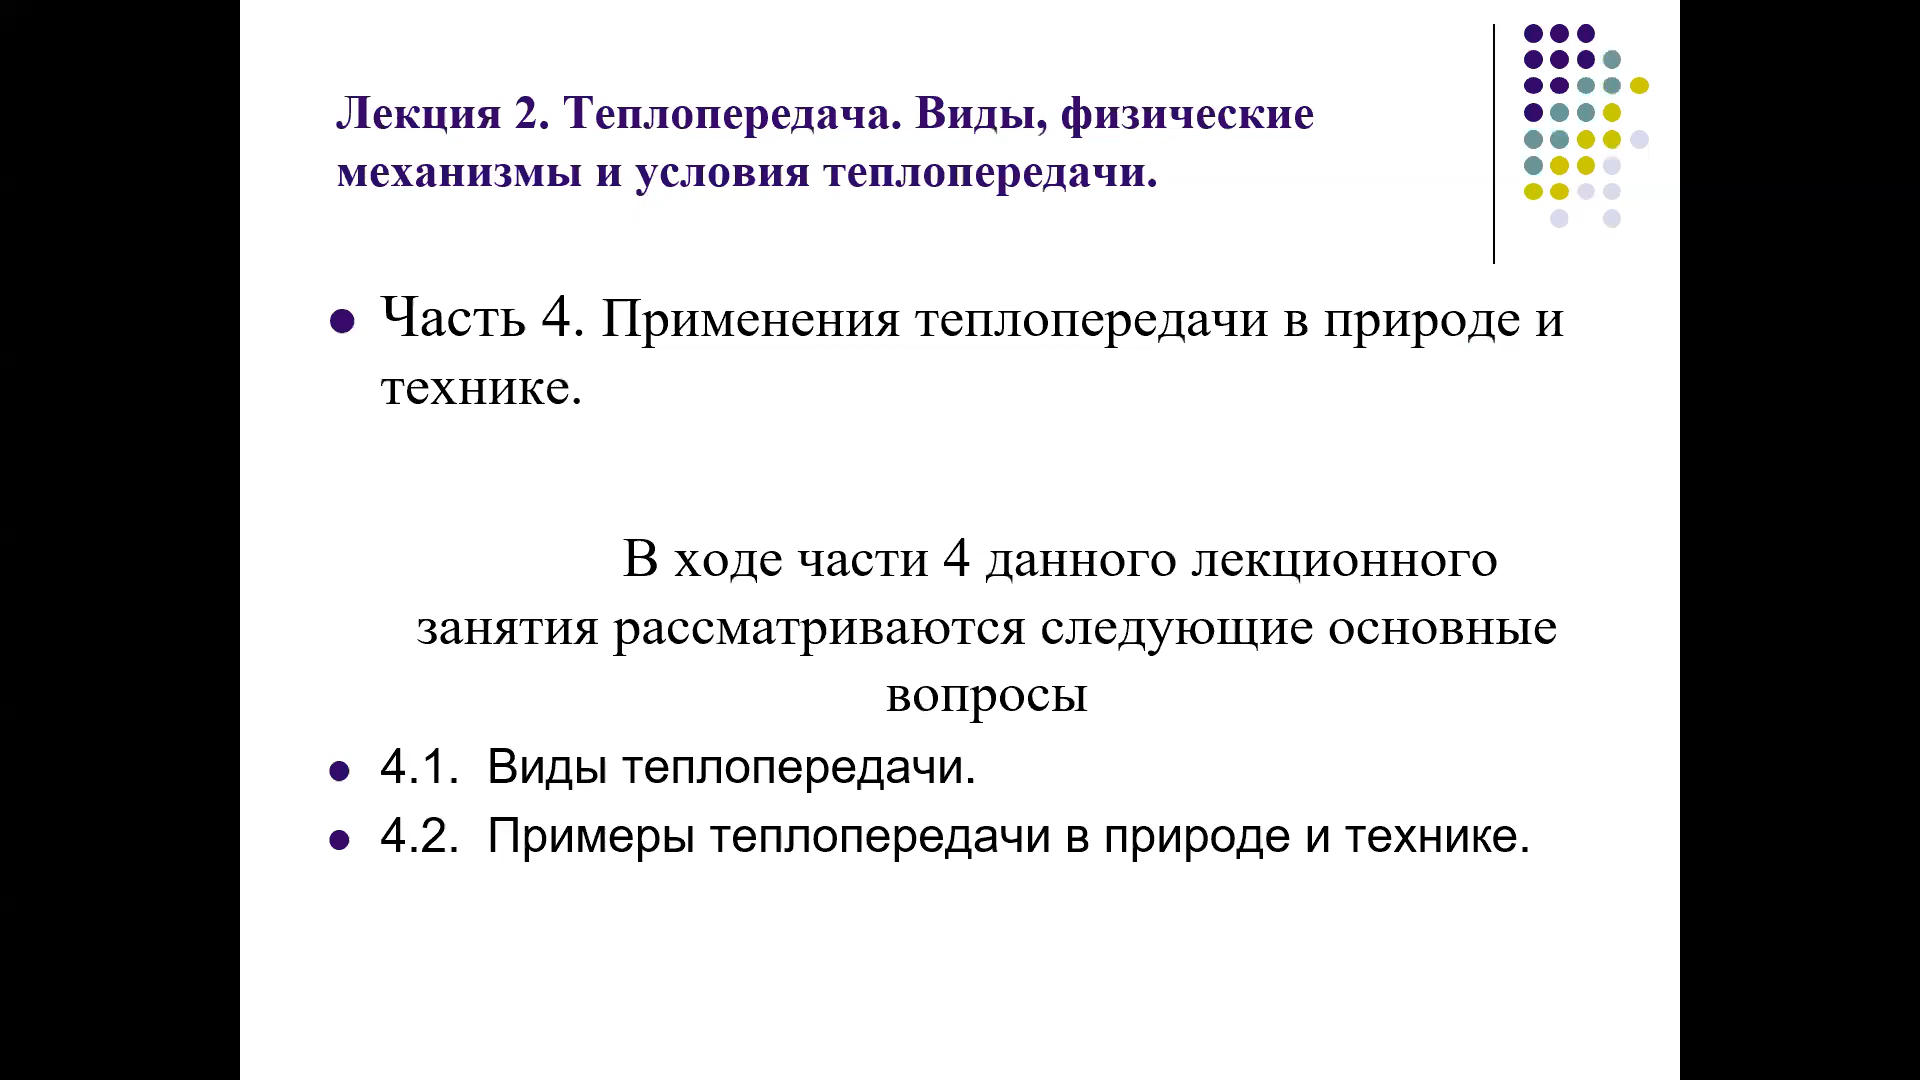 Лекция 2. Теплопередача. Виды, физические
механизмы и условия теплопередачи.
Часть 4. Применения теплопередачи в природе и
технике.
В ходе части 4 данного лекционного
занятия рассматриваются следующие основные
вопросы
4.1. Виды теплопередачи.
4.2. Примеры теплопередачи в природе и технике.